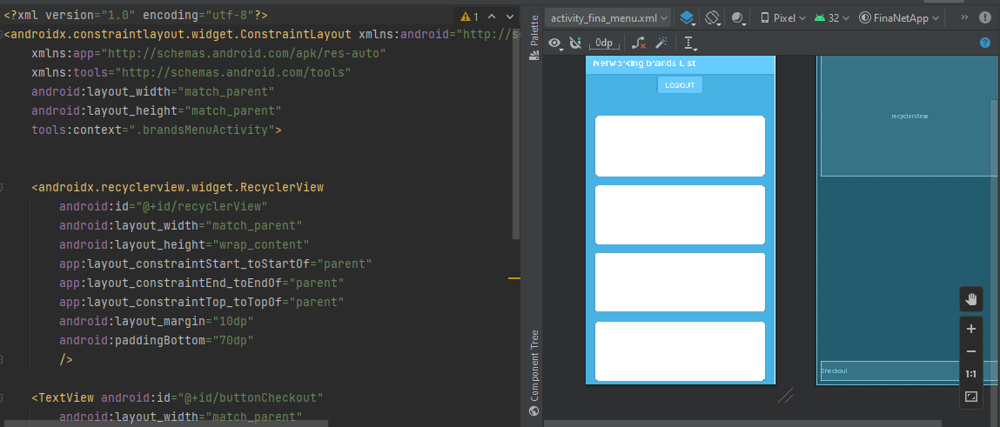 <?xml version="1.0" encoding="utf-8"?>
1
<androidx.constraintlayout.widget.ConstraintLayout xmlns:android="http://sc
xmlns:app="http://schemas.android.com/apk/res-auto"
xmlns:tools="http://schemas.android.com/tools"
android:layout_width="match_parent"
android:layout_height="match_parent"
tools:context=".brandsMenuActivity">
<androidx.recyclerview.widget.RecyclerView
android:id="@+id/recyclerView"
android:layout_width="match_parent"
android:layout_height="wrap_content"
app:layout_constraintStart_toStartOf="parent"
app:layout_constraintEnd_toEndOf="parent"
app:layout_constraintTop_toTopOf="parent"
android:layout_margin="10dp"
android:paddingBottom="70dp"
/>
<TextView android:id="@+id/buttonCheckout"
android:layout_width="match_parent"
Palette
Component Tree
activity_fina_menu.xml
Pixel
32
FinaNetApp
0dp
Networking brands List
LOGOUT
recyclerView
Checkout
1:1